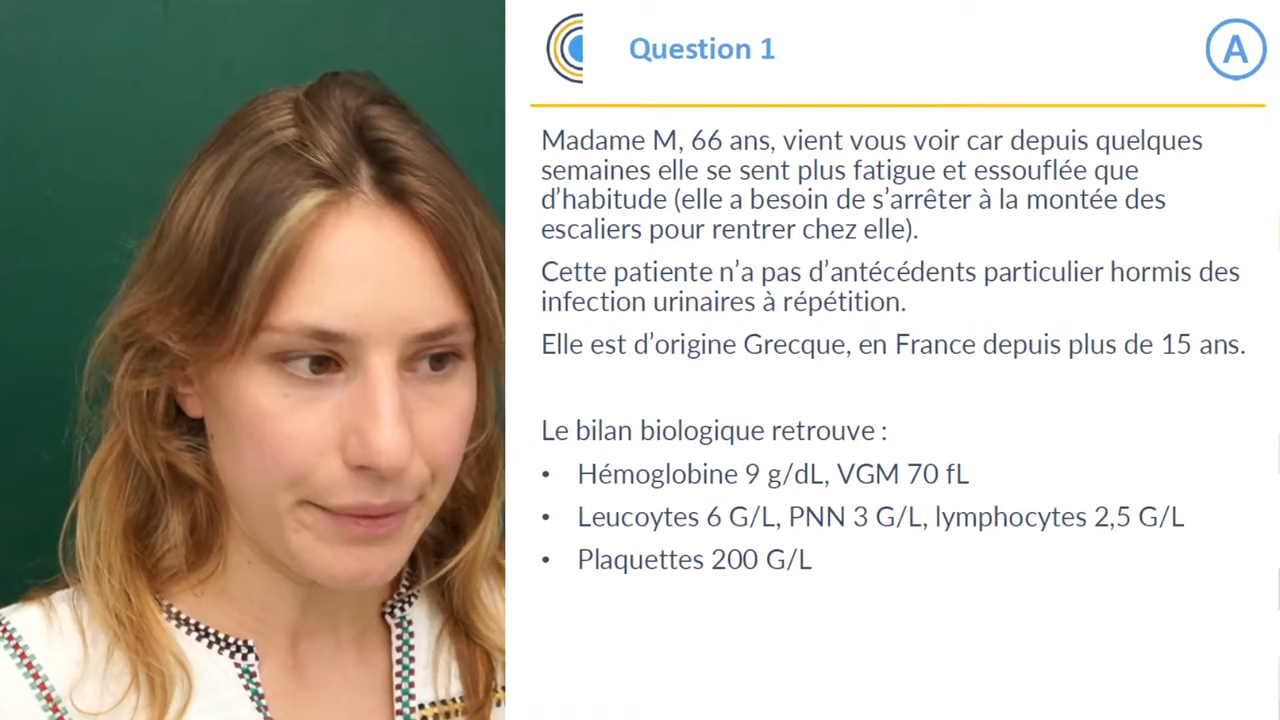 Question 1
A
Madame M, 66 ans, vient vous voir car depuis quelques
semaines elle se sent plus fatigue et essouflée que
d’habitude (elle a besoin de s’arrêter à la montée des
escaliers pour rentrer chez elle).
Cette patiente n’a pas d’antécédents particulier hormis des
infection urinaires à répétition.
Elle est d’origine Grecque, en France depuis plus de 15 ans.
Le bilan biologique retrouve :
• Hémoglobine 9 g/dL, VGM 70 fL
• Leucoytes 6 G/L, PNN 3 G/L, lymphocytes 2,5 G/L
• Plaquettes 200 G/L